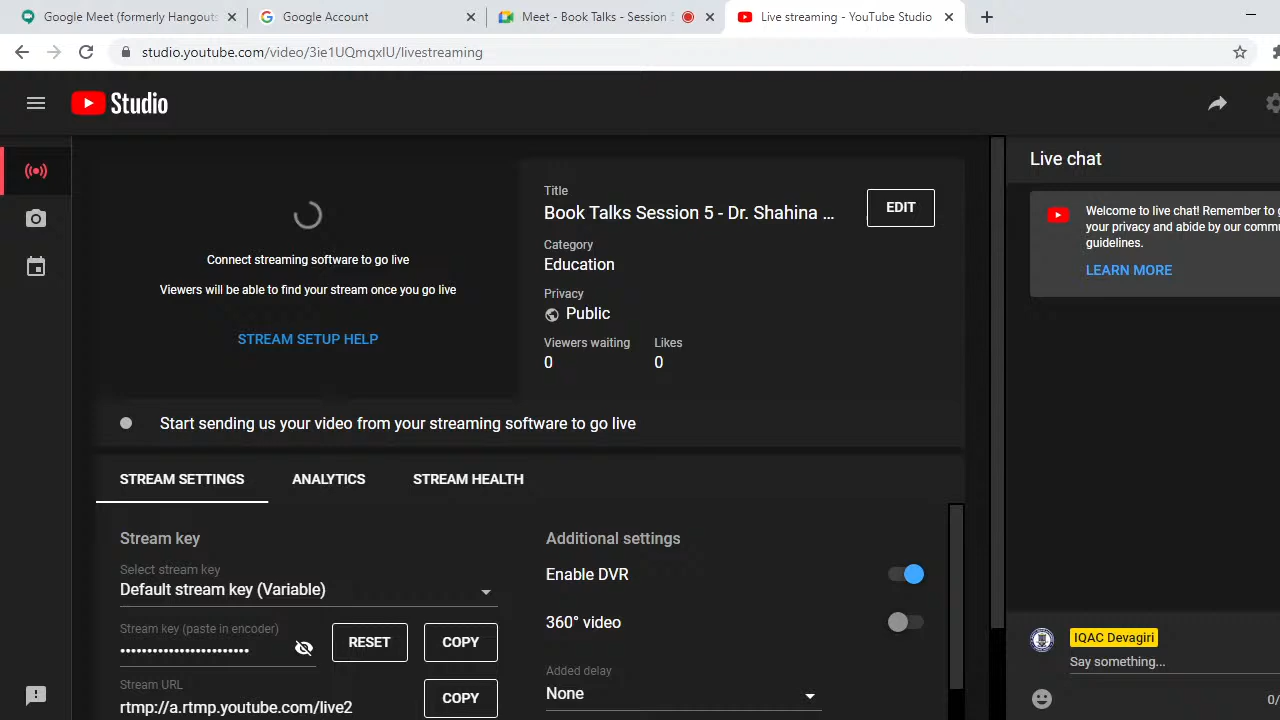 Google Meet (formerly Hangouts
Google Account
Meet - Book Talks - Session 5
Live streaming - YouTube Studio
studio.youtube.com/video/3ie1UQmqxlU/livestreaming
Studio
Connect streaming software to go live
Viewers will be able to find your stream once you go live
STREAM SETUP HELP
Title
Book Talks Session 5 - Dr. Shahina ...
EDIT
Category
Education
Privacy
Public
Viewers waiting
Likes
0
0
Start sending us your video from your streaming software to go live
STREAM SETTINGS
ANALYTICS
STREAM HEALTH
Stream key
Select stream key
Default stream key (Variable)
Stream key (paste in encoder)
••••••••••••••••••••••••
RESET
COPY
Stream URL
rtmp://a.rtmp.youtube.com/live2
COPY
Additional settings
Enable DVR
360° video
Added delay
None
Live chat
Welcome to live chat! Remember to g
your privacy and abide by our commu
guidelines.
LEARN MORE
IQAC Devagiri
Say something...
0/